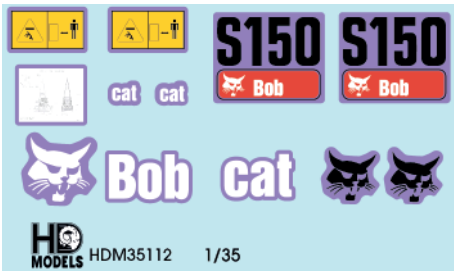 S150
S150
Bob
Bob
cat
cat
Bob
cat
HD
MODELS
HDM35112
1/35